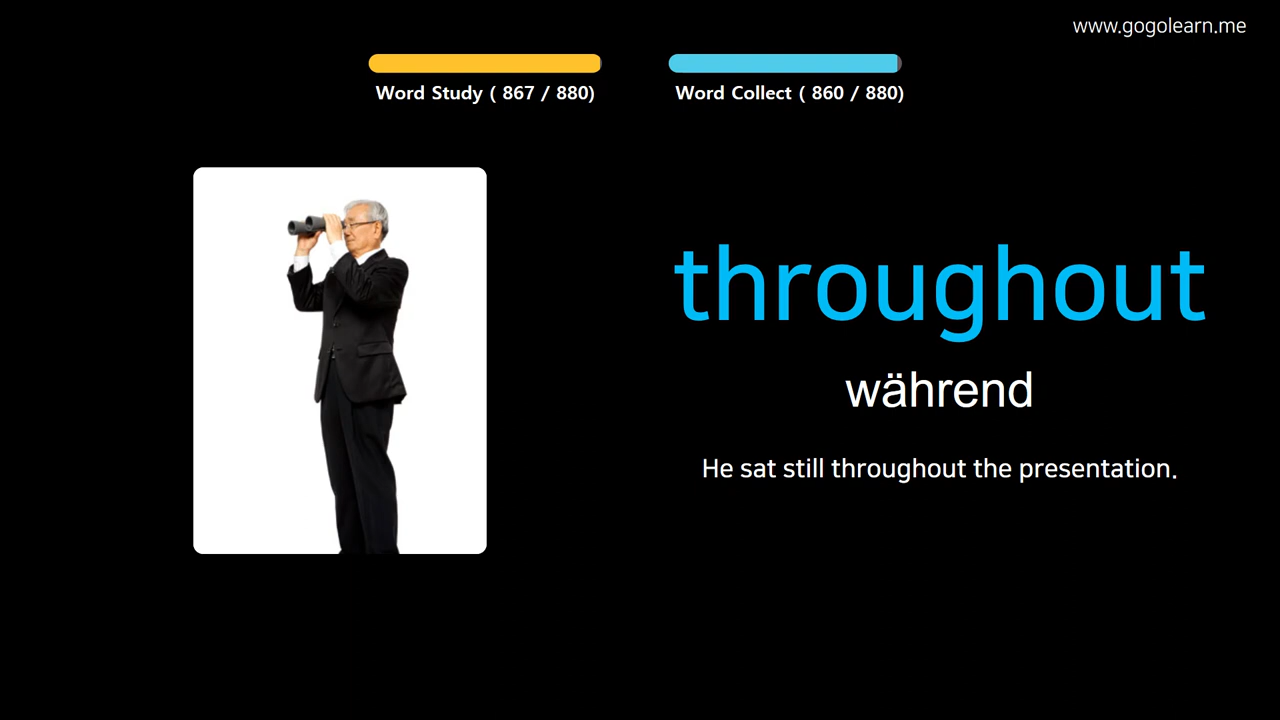 www.gogolearn.me
Word Study ( 867 / 880)
Word Collect ( 860 / 880)
throughout
während
He sat still throughout the presentation.